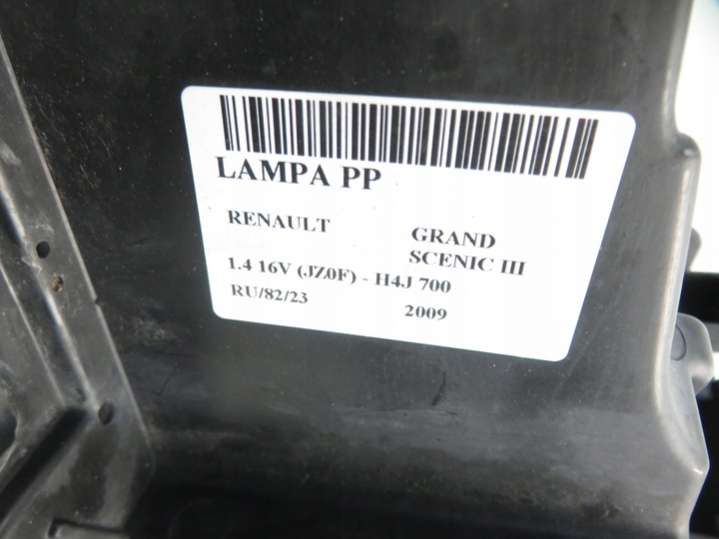 LAMPA PP
RENAULT GRAND
SCENIC III
1.4 16V (JZ0F) - H4J 700
RU/82/23 2009